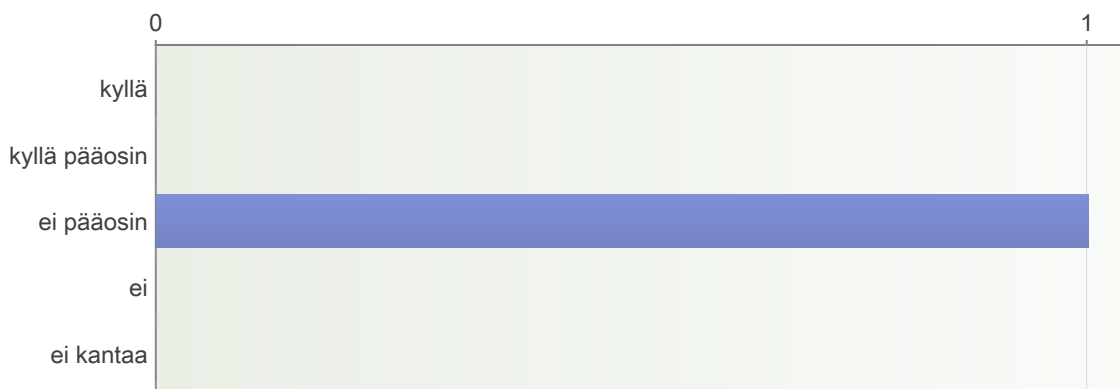 0 1
kyllä
kyllä pääosin
ei pääosin
ei
ei kantaa